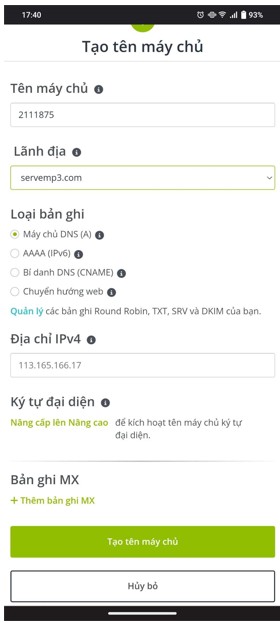 17:40
93%
Tạo tên máy chủ
Tên máy chủ
2111875
Lãnh địa
servemp3.com
Loại bản ghi
Máy chủ DNS (A)
AAAA (IPv6)
Bí danh DNS (CNAME)
Chuyển hướng web
Quản lý các bản ghi Round Robin, TXT, SRV và DKIM của bạn.
Địa chỉ IPv4
113.165.166.17
Ký tự đại diện
Nâng cấp lên Nâng cao để kích hoạt tên máy chủ ký tự
đại diện.
Bản ghi MX
+ Thêm bản ghi MX
Tạo tên máy chủ
Hủy bỏ